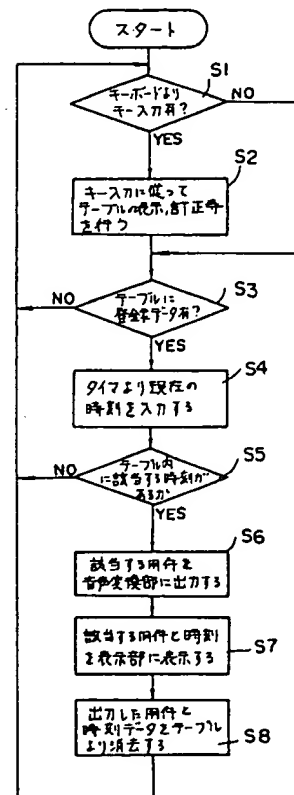 スタート
S1
キーボードより
キー入力有?
NO
YES
S2
キー入力に従って
テーブルの表示,訂正等
を行う
S3
テーブルに
登録データ有?
NO
YES
S4
タイマより現在の
時刻を入力する
S5
テーブル内
に該当する時刻が
あるか
NO
YES
S6
該当する用件を
音声変換部に出力する
該当する用件と時刻
を表示部に表示する
S7
出力した用件と
時刻データをテーブル
より消去する
S8